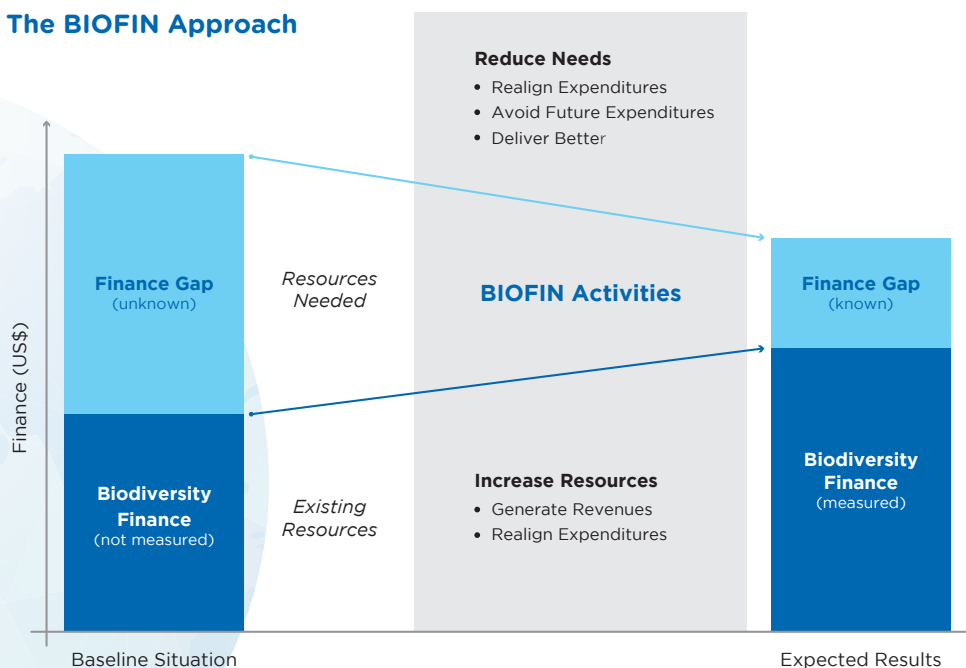 The BIOFIN Approach
Reduce Needs
• Realign Expenditures
• Avoid Future Expenditures
• Deliver Better
Finance (US$)
Finance Gap
(unknown)
Resources
Needed
BIOFIN Activities
Finance Gap
(known)
Biodiversity
Finance
(not measured)
Existing
Resources
Increase Resources
• Generate Revenues
• Realign Expenditures
Biodiversity
Finance
(measured)
Baseline Situation
Expected Results